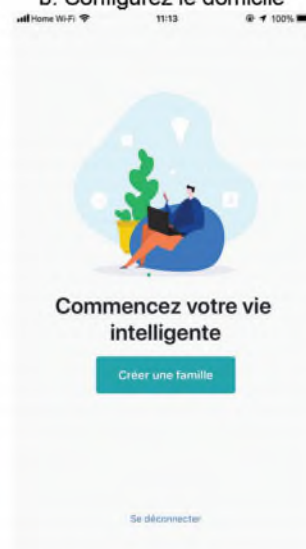 b. Configurez le domicile
Home Wi-Fi 11:13 100%
Commencez votre vie
intelligente
Créer une famille
Se déconnecter